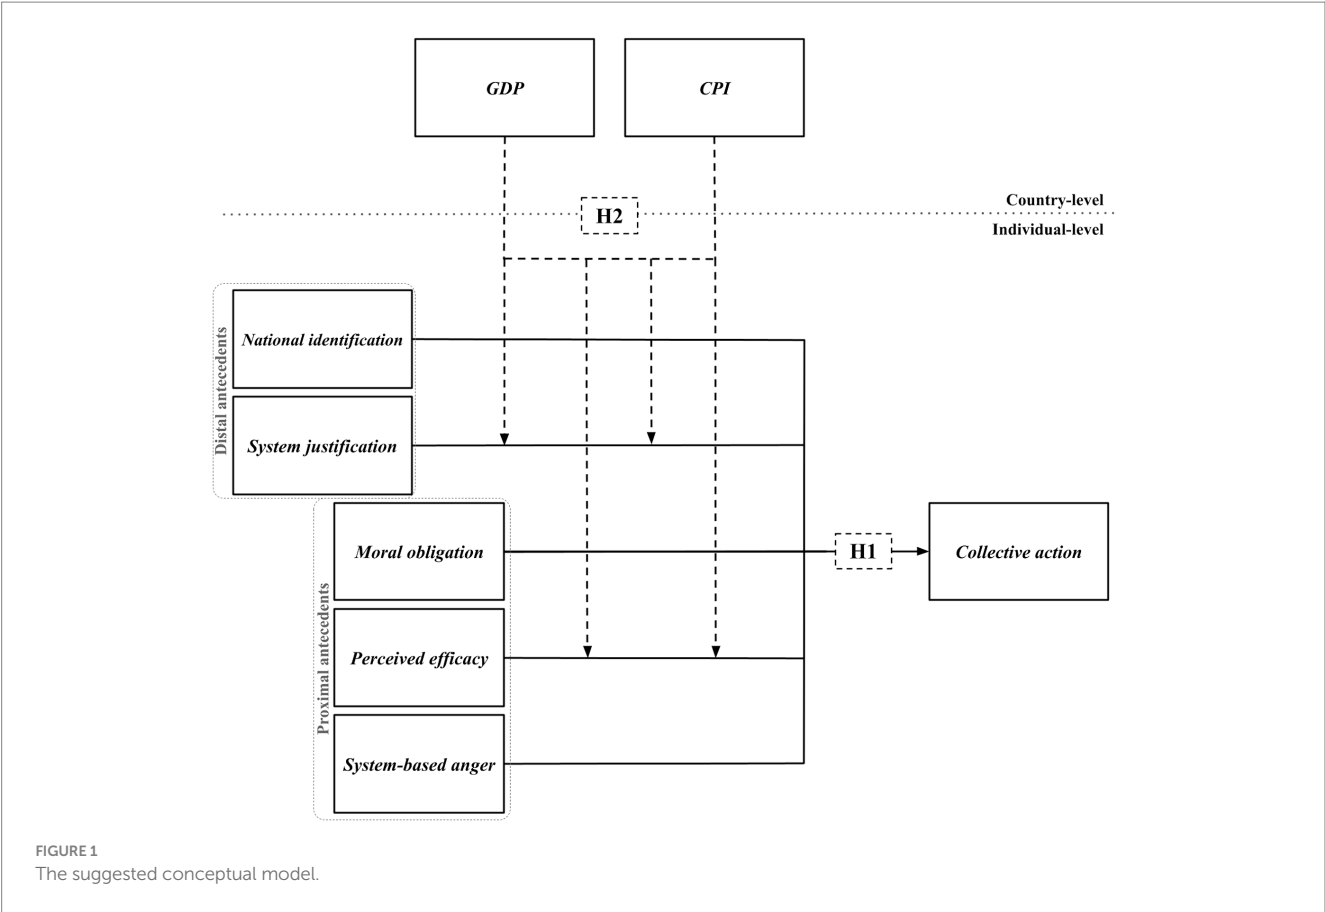 GDP
CPI
Country-level
H2
Individual-level
Distal antecedents
National identification
System justification
Proximal antecedents
Moral obligation
H1
Collective action
Perceived efficacy
System-based anger
FIGURE 1
The suggested conceptual model.